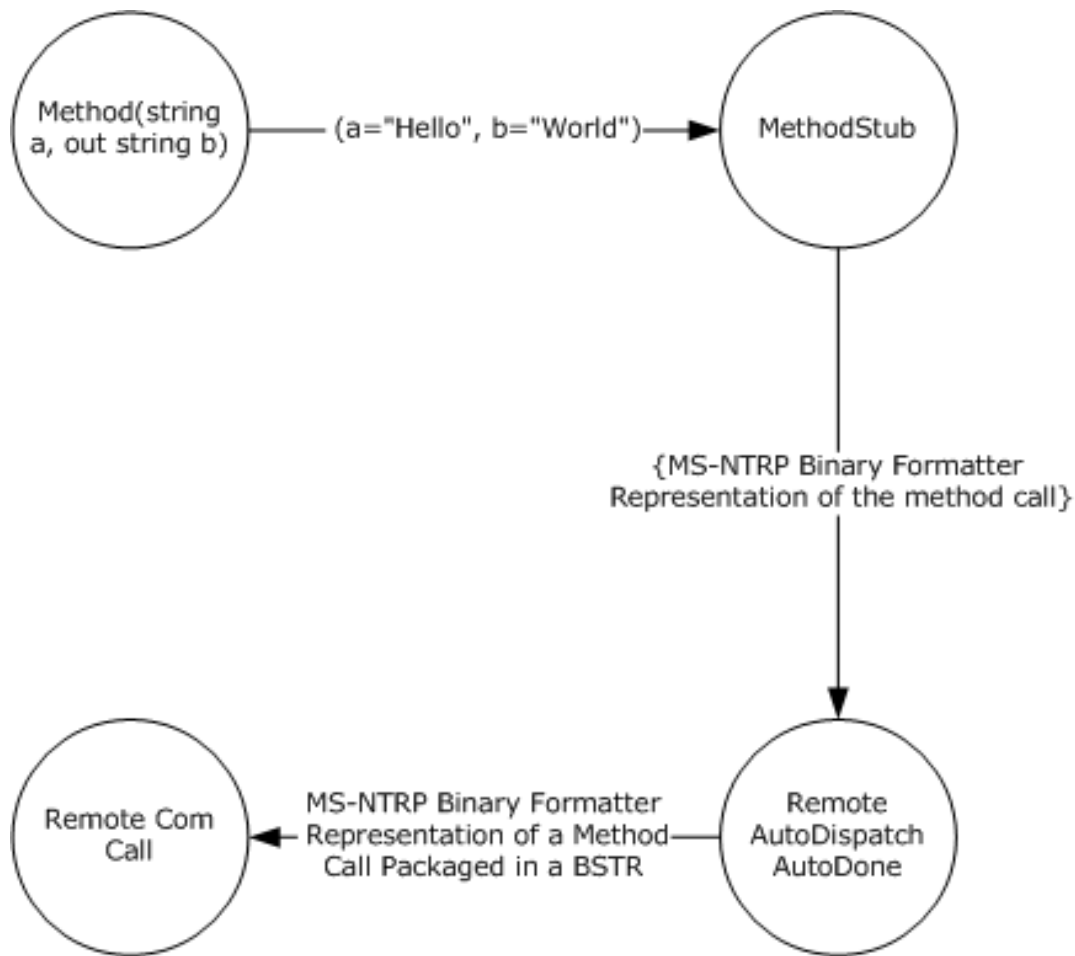 Method(string
a, out string b)
(a="Hello", b="World")
MethodStub
{MS-NTRP Binary Formatter
Representation of the method call}
Remote
AutoDispatch
AutoDone
MS-NTRP Binary Formatter
Representation of a Method
Call Packaged in a BSTR
Remote Com
Call